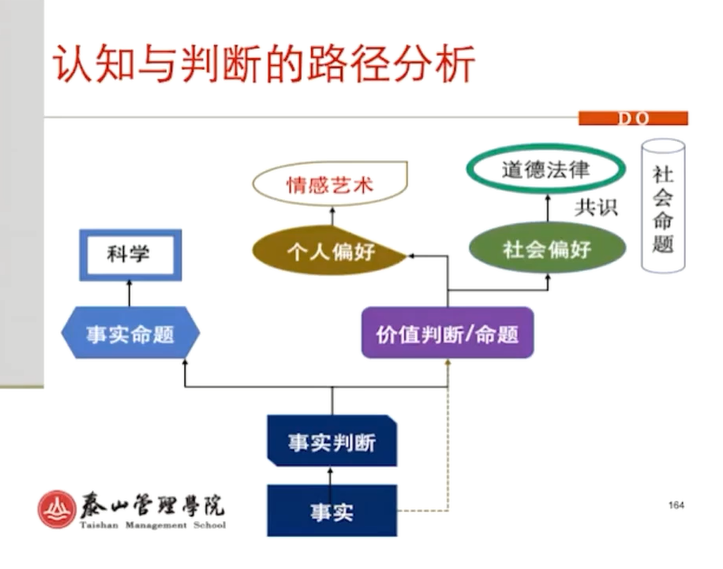 认知与判断的路径分析
DO
情感艺术
道德法律
社会命题
共识
科学
个人偏好
社会偏好
事实命题
价值判断/命题
事实判断
事实
泰山管理學院
Taishan Management School
164